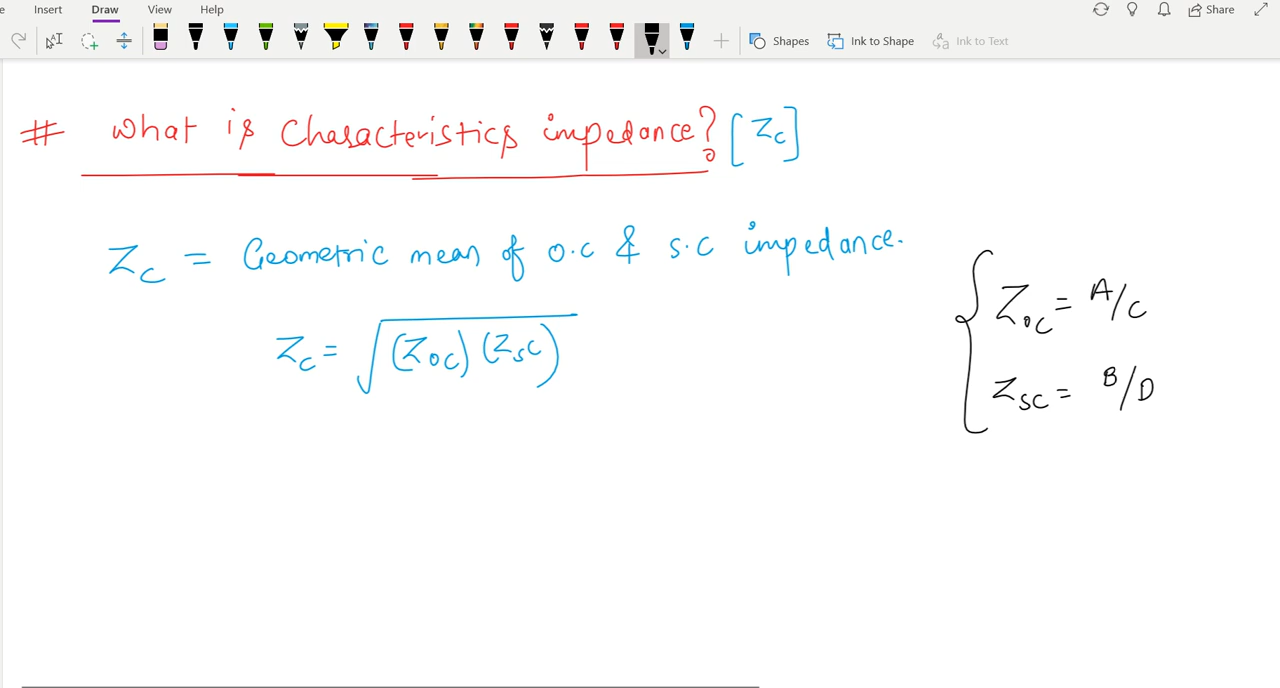 Insert Draw View Help Share
Shapes Ink to Shape Ink to Text
# What is Characteristics impedance? [Zc]
Zc = Geometric mean of o.c & s.c impedance.
Zoc = A/C
Zc = √(Zoc)(Zsc)
Zsc = B/D